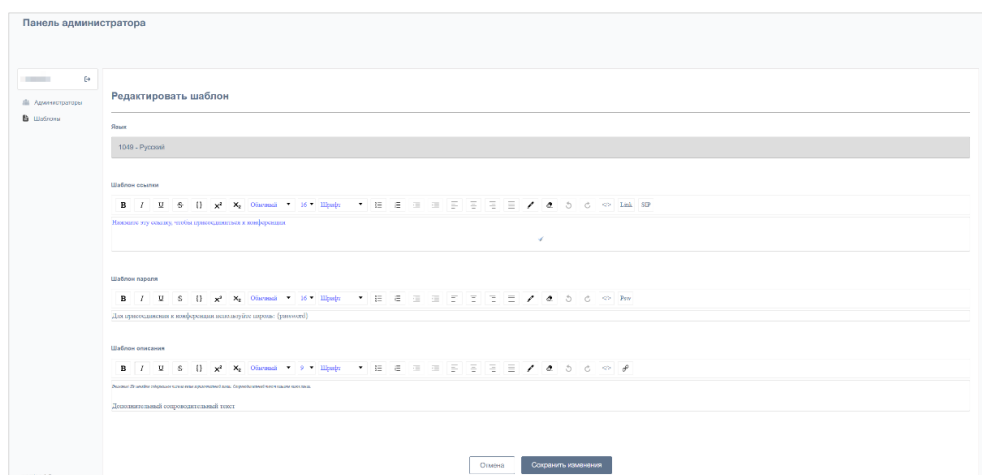 Панель администратора
Администраторы
Шаблоны
Редактировать шаблон
Язык
1049 - Русский
Шаблон ссылки
B I U S {} x² x₂ Обычный 16 Шрифт </> Link SIP
Нажмите эту ссылку, чтобы присоединиться к конференции
Шаблон пароля
B I U S {} x² x₂ Обычный 16 Шрифт </> Pew
Для присоединения к конференции используйте пароль: {password}
Шаблон описания
B I U S {} x² x₂ Обычный 9 Шрифт </>
Дополнительный сопроводительный текст
Отмена
Сохранить изменения